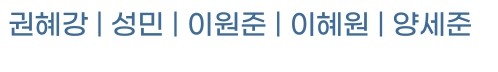 권혜강 | 성민 | 이원준 | 이혜원 | 양세준